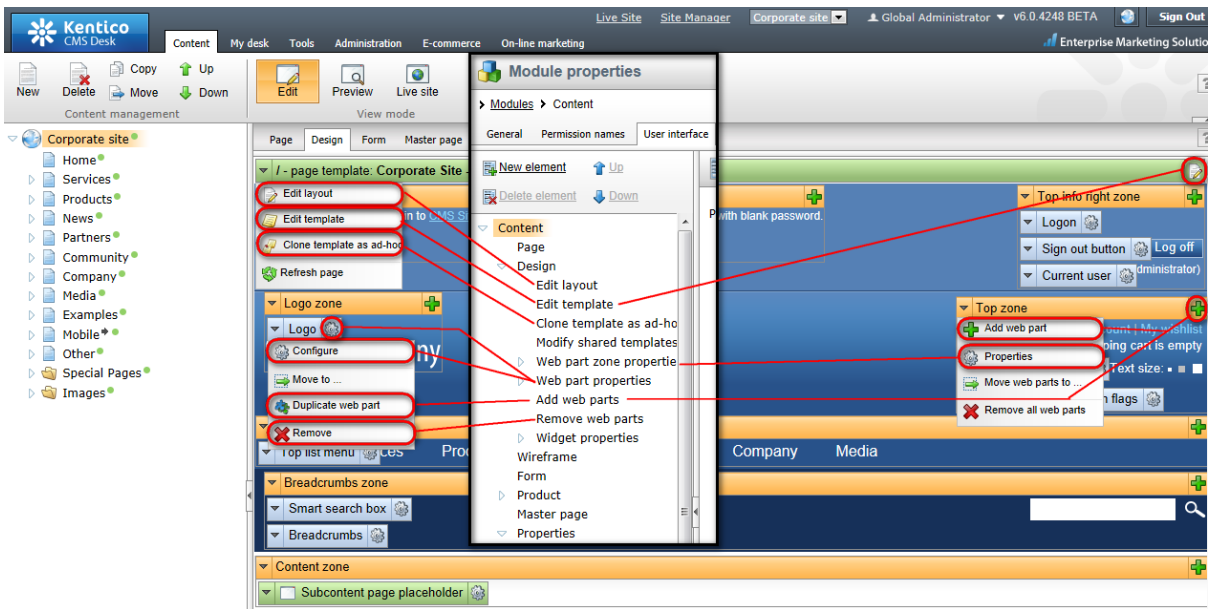 Live Site Site Manager Corporate site Global Administrator v6.0.4248 BETA Sign Out
Kentico
CMS Desk
Content My desk Tools Administration E-commerce On-line marketing
Enterprise Marketing Solutio
New
Delete
Copy
Move
Up
Down
Content management
Edit
Preview
Live site
View mode
Corporate site
Home
Services
Products
News
Partners
Community
Company
Media
Examples
Mobile
Other
Special Pages
Images
Page Design Form Master page
/ - page template: Corporate Site -
Edit layout
Edit template
in to CMS S
Clone template as ad-hoc
Refresh page
Logo zone
Logo
ny
Configure
Move to ...
Duplicate web part
Remove
Top list menu
ces
Proc
Company
Media
Breadcrumbs zone
Smart search box
Breadcrumbs
Content zone
Subcontent page placeholder
Module properties
> Modules > Content
General Permission names User interface
New element Up
Delete element Down
Content
Page
Design
Edit layout
Edit template
Clone template as ad-ho
Modify shared templates
Web part zone propertie
Web part properties
Add web parts
Remove web parts
Widget properties
Wireframe
Form
Product
Master page
Properties
P
with blank password.
Top info right zone
Logon
Sign out button
Log off
Current user
dministrator)
Top zone
Add web part
ount | My wishlist
ping cart is empty
Properties
Text size:
Move web parts to ...
n flags
Remove all web parts